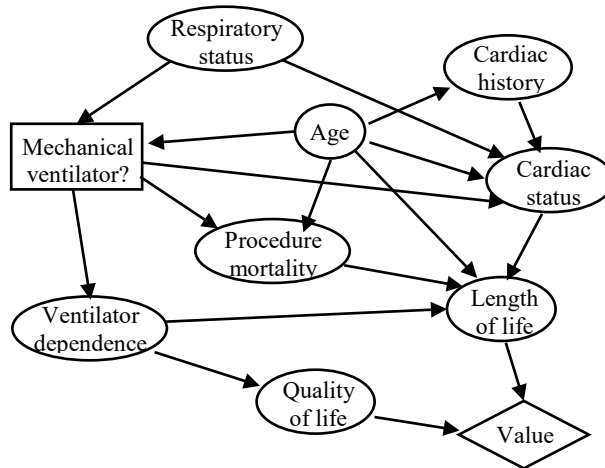 Respiratory
status
Cardiac
history
Age
Mechanical
ventilator?
Cardiac
status
Procedure
mortality
Ventilator
dependence
Length
of life
Quality
of life
Value